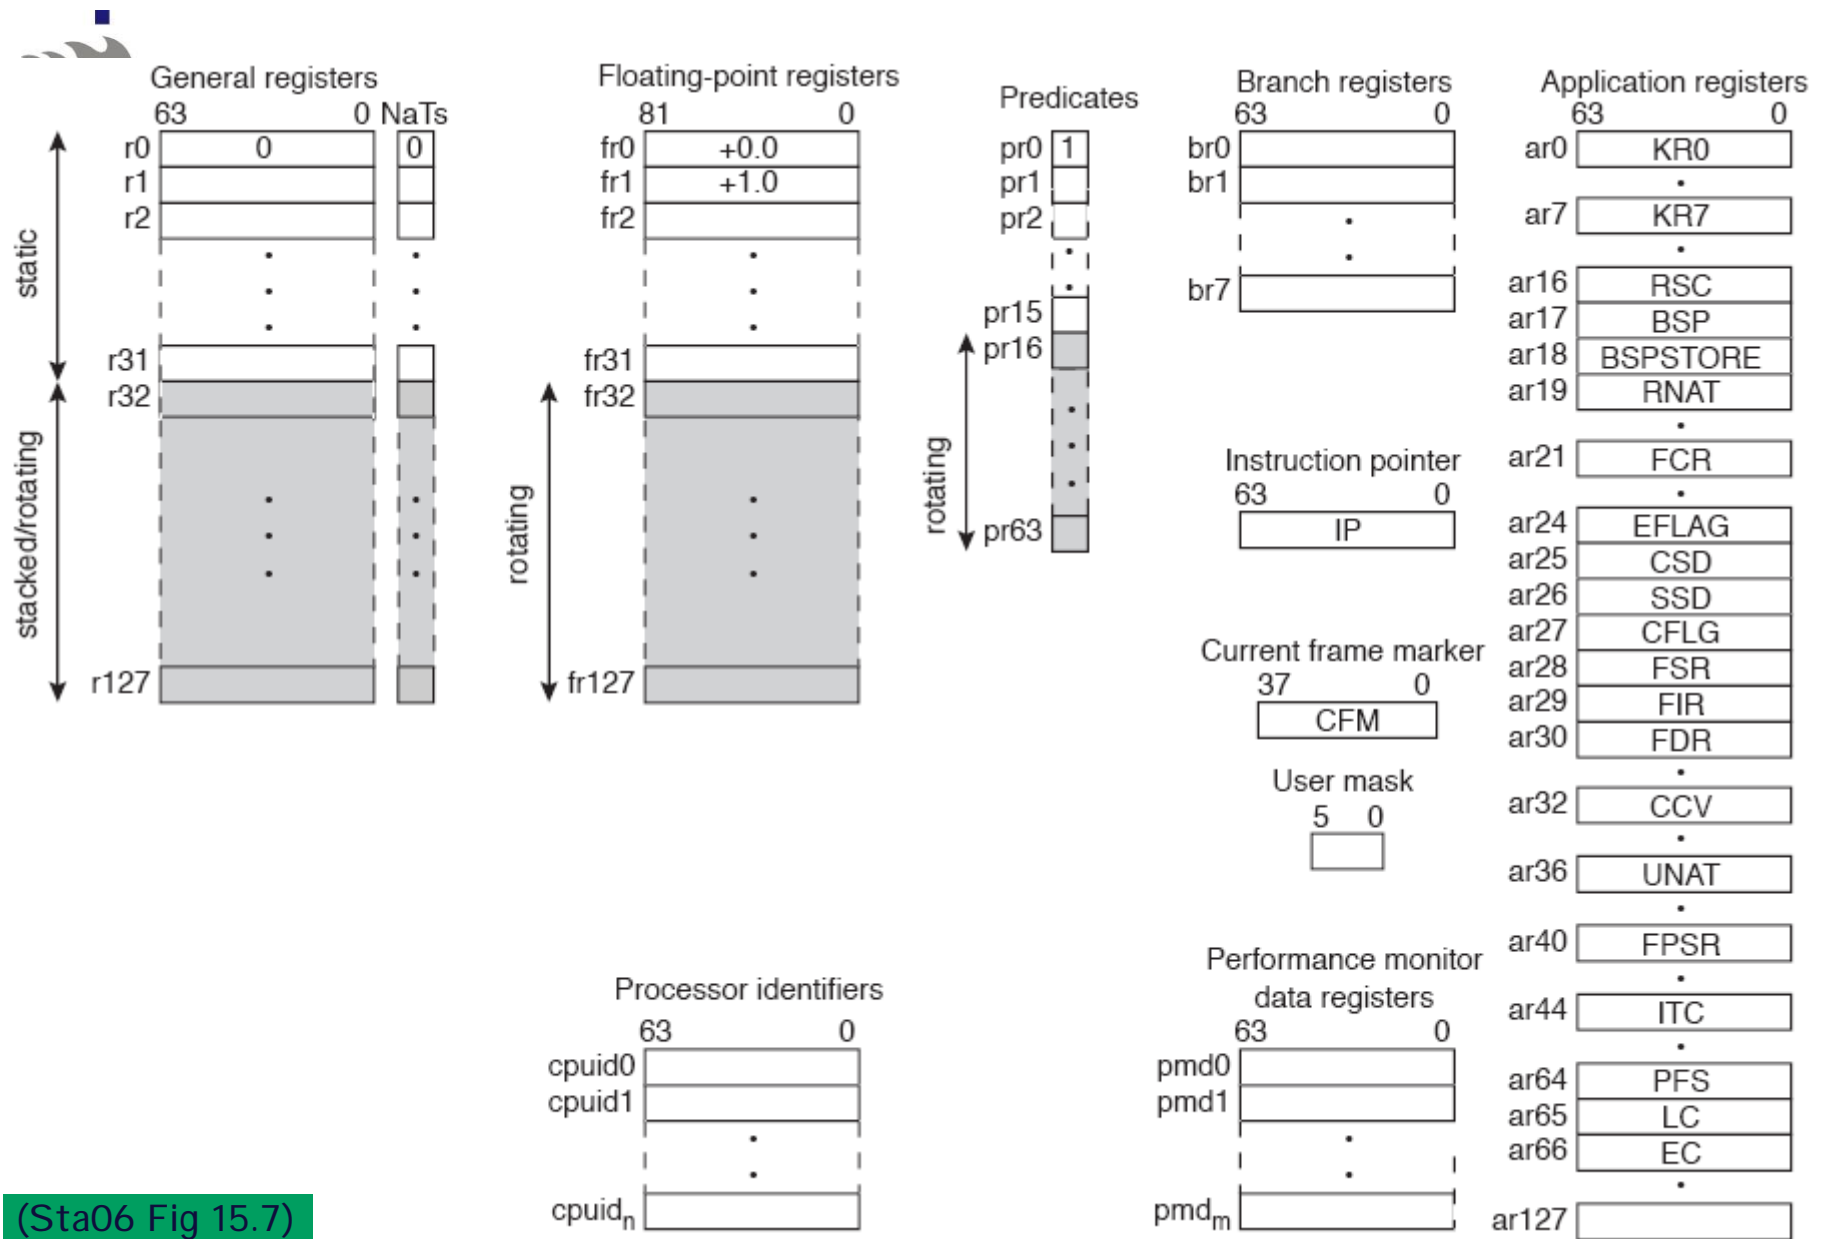 General registers
63 0 NaTs
r0 0 0
r1
r2
r31
r32
r127
static
stacked/rotating
Floating-point registers
81 0
fr0 +0.0
fr1 +1.0
fr2
fr31
fr32
fr127
rotating
Predicates
pr0 1
pr1
pr2
pr15
pr16
pr63
rotating
Branch registers
63 0
br0
br1
br7
Instruction pointer
63 0
IP
Current frame marker
37 0
CFM
User mask
5 0
Application registers
63 0
ar0 KR0
ar7 KR7
ar16 RSC
ar17 BSP
ar18 BSPSTORE
ar19 RNAT
ar21 FCR
ar24 EFLAG
ar25 CSD
ar26 SSD
ar27 CFLG
ar28 FSR
ar29 FIR
ar30 FDR
ar32 CCV
ar36 UNAT
ar40 FPSR
ar44 ITC
ar64 PFS
ar65 LC
ar66 EC
ar127
Processor identifiers
63 0
cpuid0
cpuid1
cpuidn
Performance monitor
data registers
63 0
pmd0
pmd1
pmdm
(Sta06 Fig 15.7)